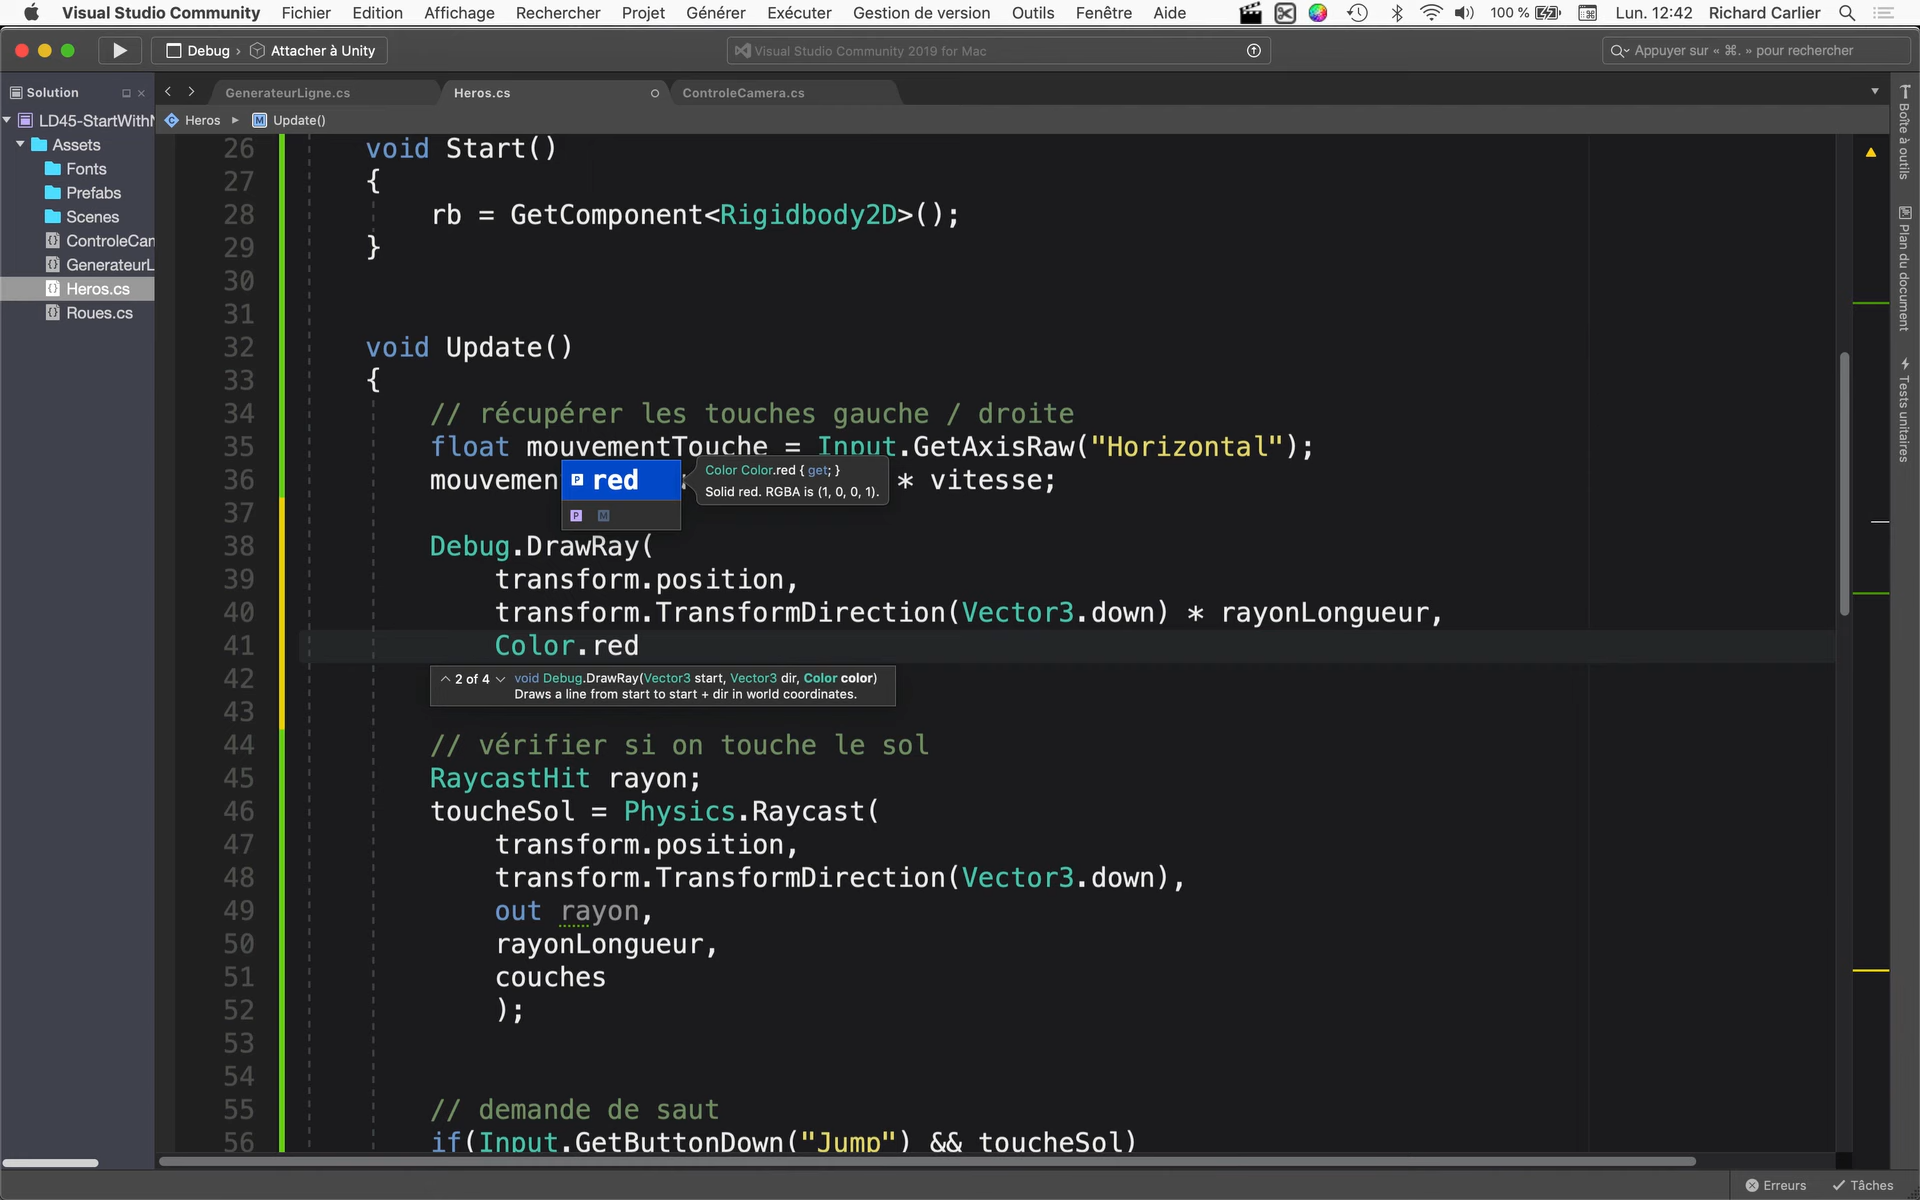 Visual Studio Community Fichier Edition Affichage Rechercher Projet Générer Exécuter Gestion de version Outils Fenêtre Aide 100 % Lun. 12:42 Richard Carlier
Debug › Attacher à Unity
Visual Studio Community 2019 for Mac
Appuyer sur « ⌘. » pour rechercher
Solution
LD45-StartWithN
Assets
Fonts
Prefabs
Scenes
ControleCam
GenerateurL
Heros.cs
Roues.cs
GenerateurLigne.cs Heros.cs ControleCamera.cs
Heros ▸ Update()
26 void Start()
27 {
28 rb = GetComponent<Rigidbody2D>();
29 }
30
31
32 void Update()
33 {
34 // récupérer les touches gauche / droite
35 float mouvementTouche = Input.GetAxisRaw("Horizontal");
36 mouvemen * vitesse;
red
Color Color.red { get; }
Solid red. RGBA is (1, 0, 0, 1).
P M
37
38 Debug.DrawRay(
39 transform.position,
40 transform.TransformDirection(Vector3.down) * rayonLongueur,
41 Color.red
42
2 of 4 void Debug.DrawRay(Vector3 start, Vector3 dir, Color color)
Draws a line from start to start + dir in world coordinates.
43
44 // vérifier si on touche le sol
45 RaycastHit rayon;
46 toucheSol = Physics.Raycast(
47 transform.position,
48 transform.TransformDirection(Vector3.down),
49 out rayon,
50 rayonLongueur,
51 couches
52 );
53
54
55 // demande de saut
56 if(Input.GetButtonDown("Jump") && toucheSol)
Boîte à outils
Plan du document
Tests unitaires
Erreurs Tâches